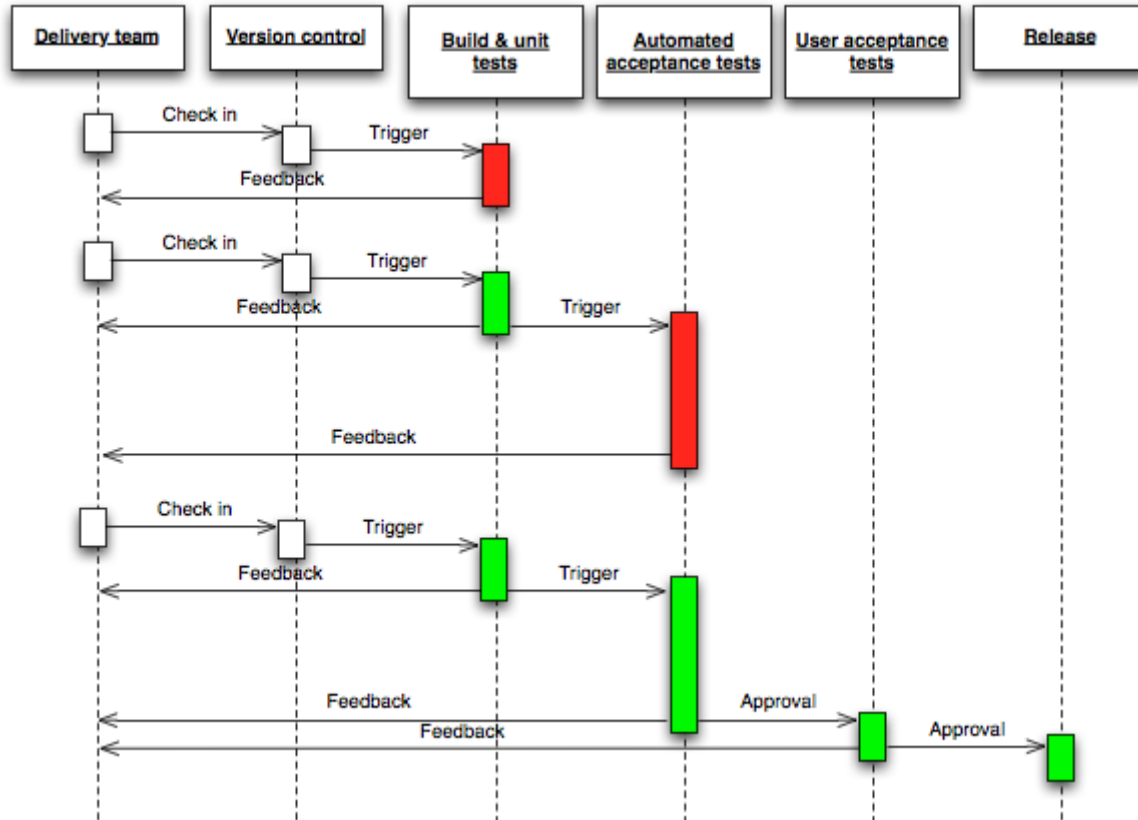 Delivery team
Version control
Build & unit
tests
Automated
acceptance tests
User acceptance
tests
Release
Check in
Trigger
Feedback
Check in
Trigger
Feedback
Trigger
Feedback
Check in
Trigger
Feedback
Trigger
Feedback
Approval
Feedback
Approval